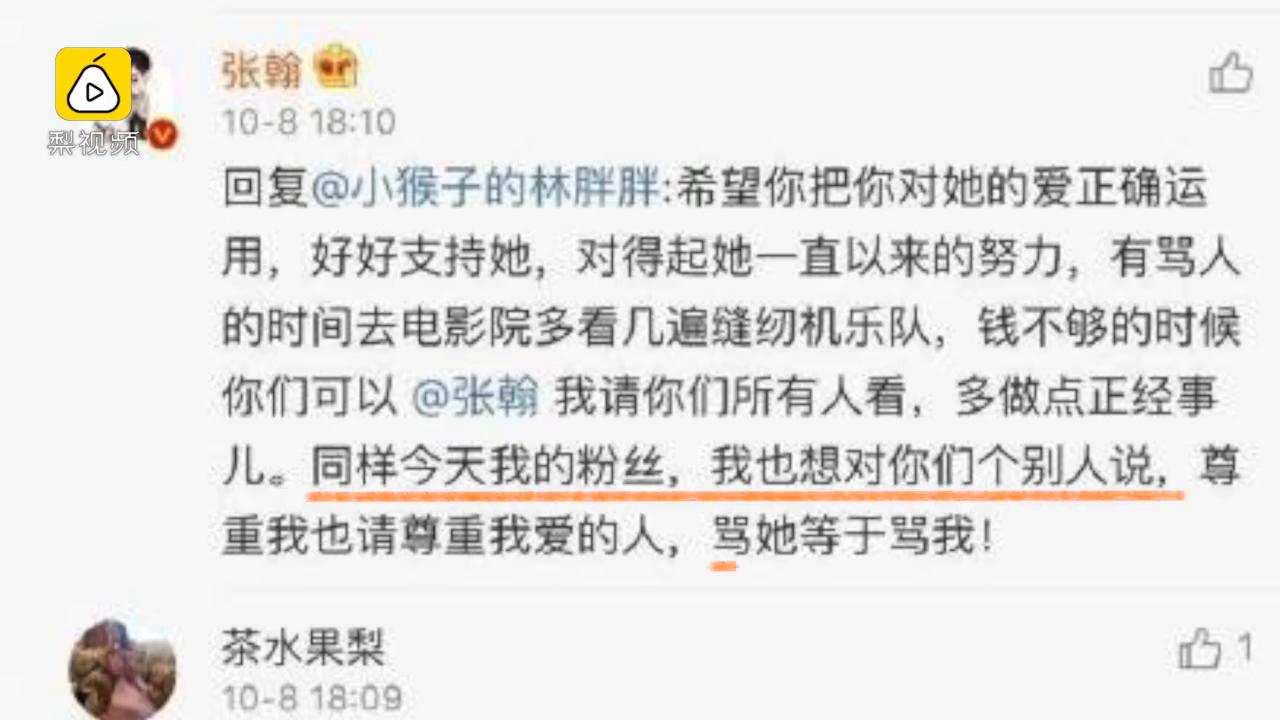 张翰
10-8 18:10
梨视频
回复@小猴子的林胖胖:希望你把你对她的爱正确运
用，好好支持她，对得起她一直以来的努力，有骂人
的时间去电影院多看几遍缝纫机乐队，钱不够的时候
你们可以 @张翰 我请你们所有人看，多做点正经事
儿。同样今天我的粉丝，我也想对你们个别人说，尊
重我也请尊重我爱的人，骂她等于骂我！
茶水果梨
1
10-8 18:09